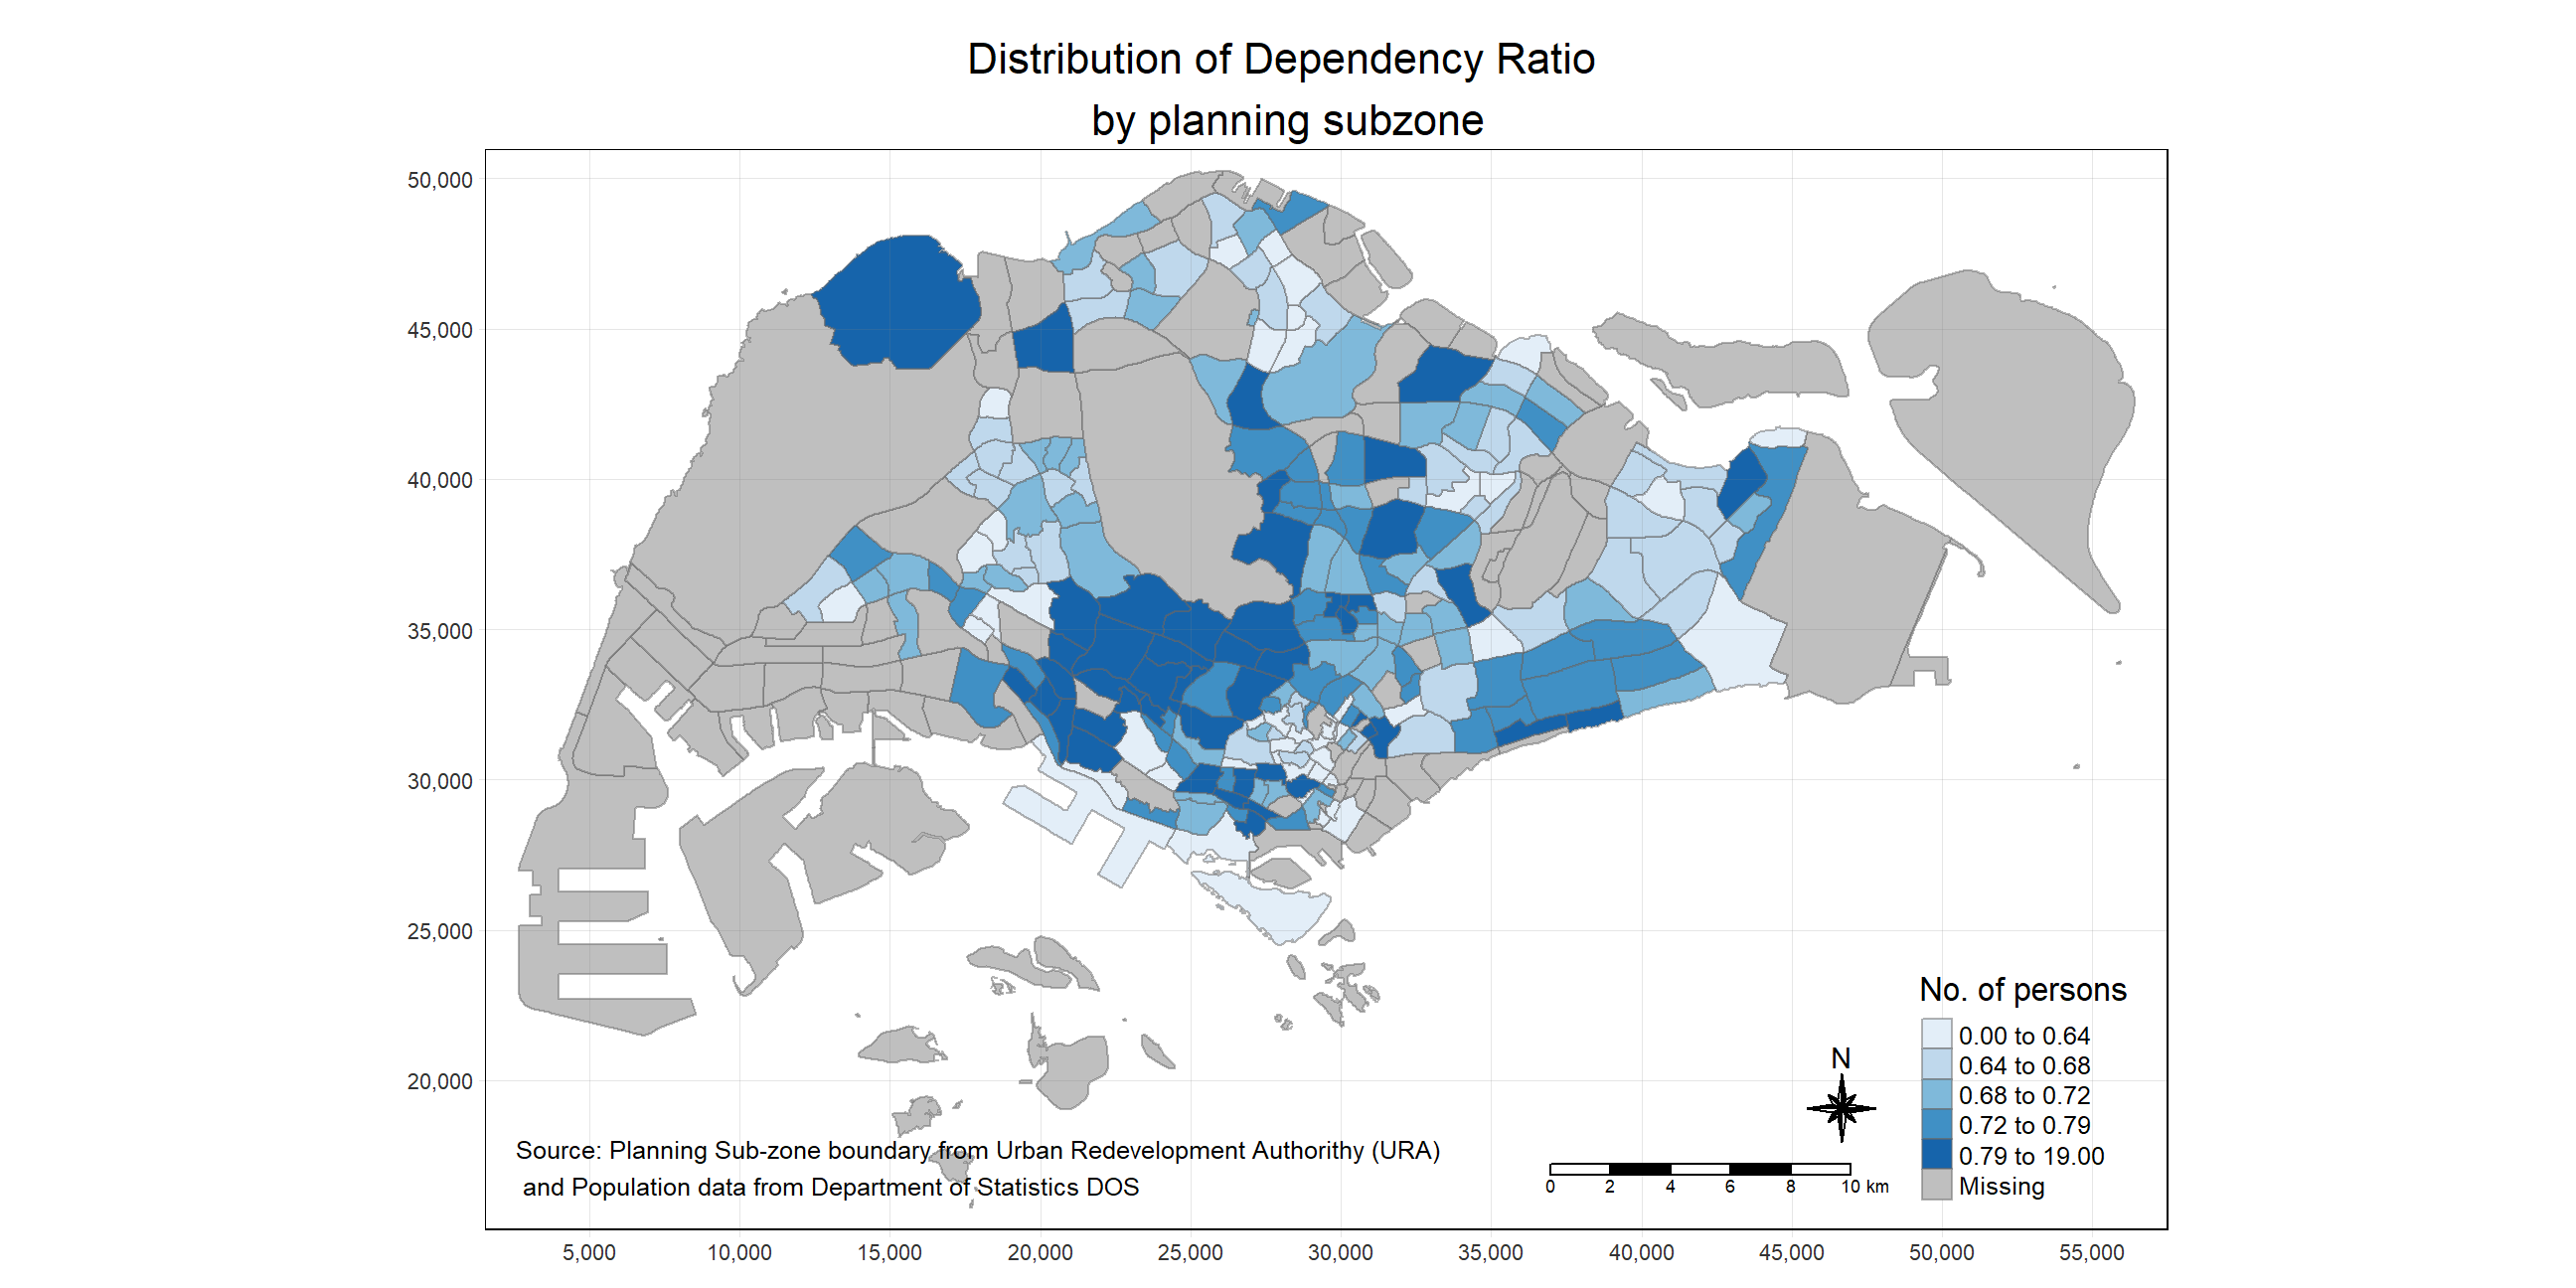 Distribution of Dependency Ratio
by planning subzone
50,000
45,000
40,000
35,000
30,000
25,000
20,000
5,000 10,000 15,000 20,000 25,000 30,000 35,000 40,000 45,000 50,000 55,000
No. of persons
0.00 to 0.64
0.64 to 0.68
0.68 to 0.72
0.72 to 0.79
0.79 to 19.00
Missing
N
0 2 4 6 8 10 km
Source: Planning Sub-zone boundary from Urban Redevelopment Authorithy (URA)
and Population data from Department of Statistics DOS